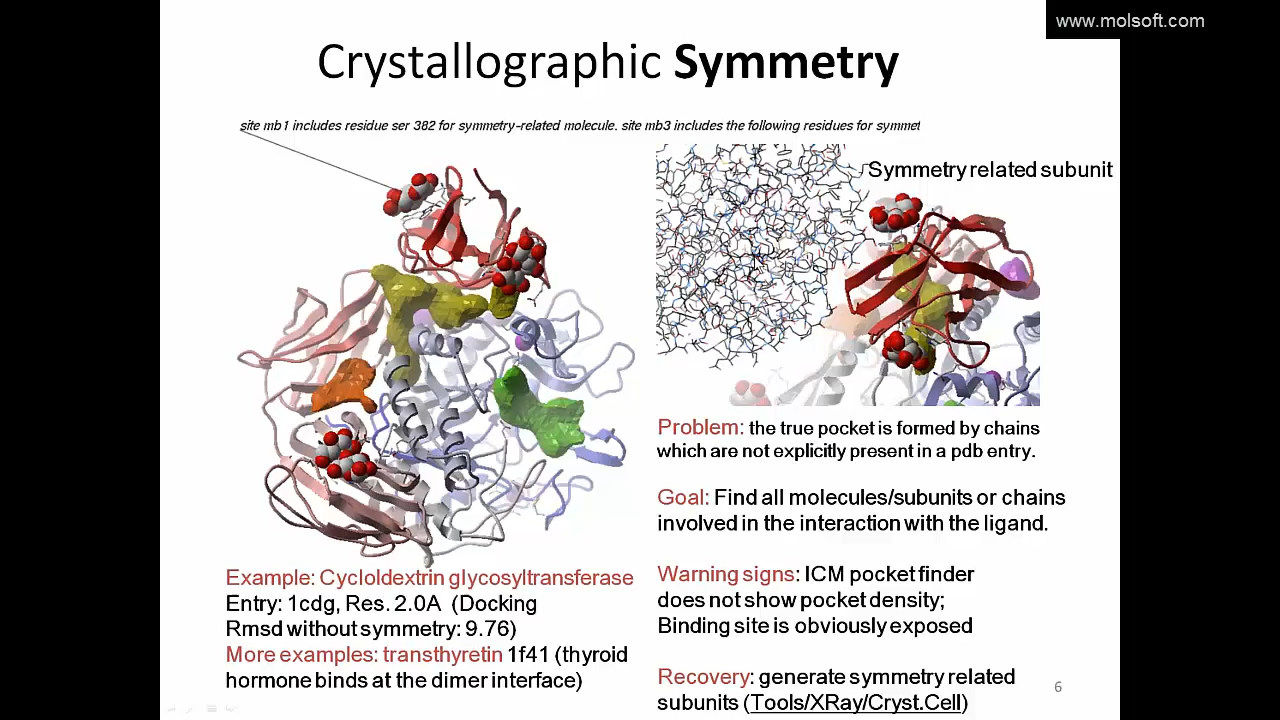 www.molsoft.com
Crystallographic Symmetry
site mb1 includes residue ser 382 for symmetry-related molecule. site mb3 includes the following residues for symmet
Symmetry related subunit
Example: Cycloldextrin glycosyltransferase
Entry: 1cdg, Res. 2.0A (Docking
Rmsd without symmetry: 9.76)
More examples: transthyretin 1f41 (thyroid
hormone binds at the dimer interface)
Problem: the true pocket is formed by chains
which are not explicitly present in a pdb entry.
Goal: Find all molecules/subunits or chains
involved in the interaction with the ligand.
Warning signs: ICM pocket finder
does not show pocket density;
Binding site is obviously exposed
Recovery: generate symmetry related
subunits (Tools/XRay/Cryst.Cell)
6